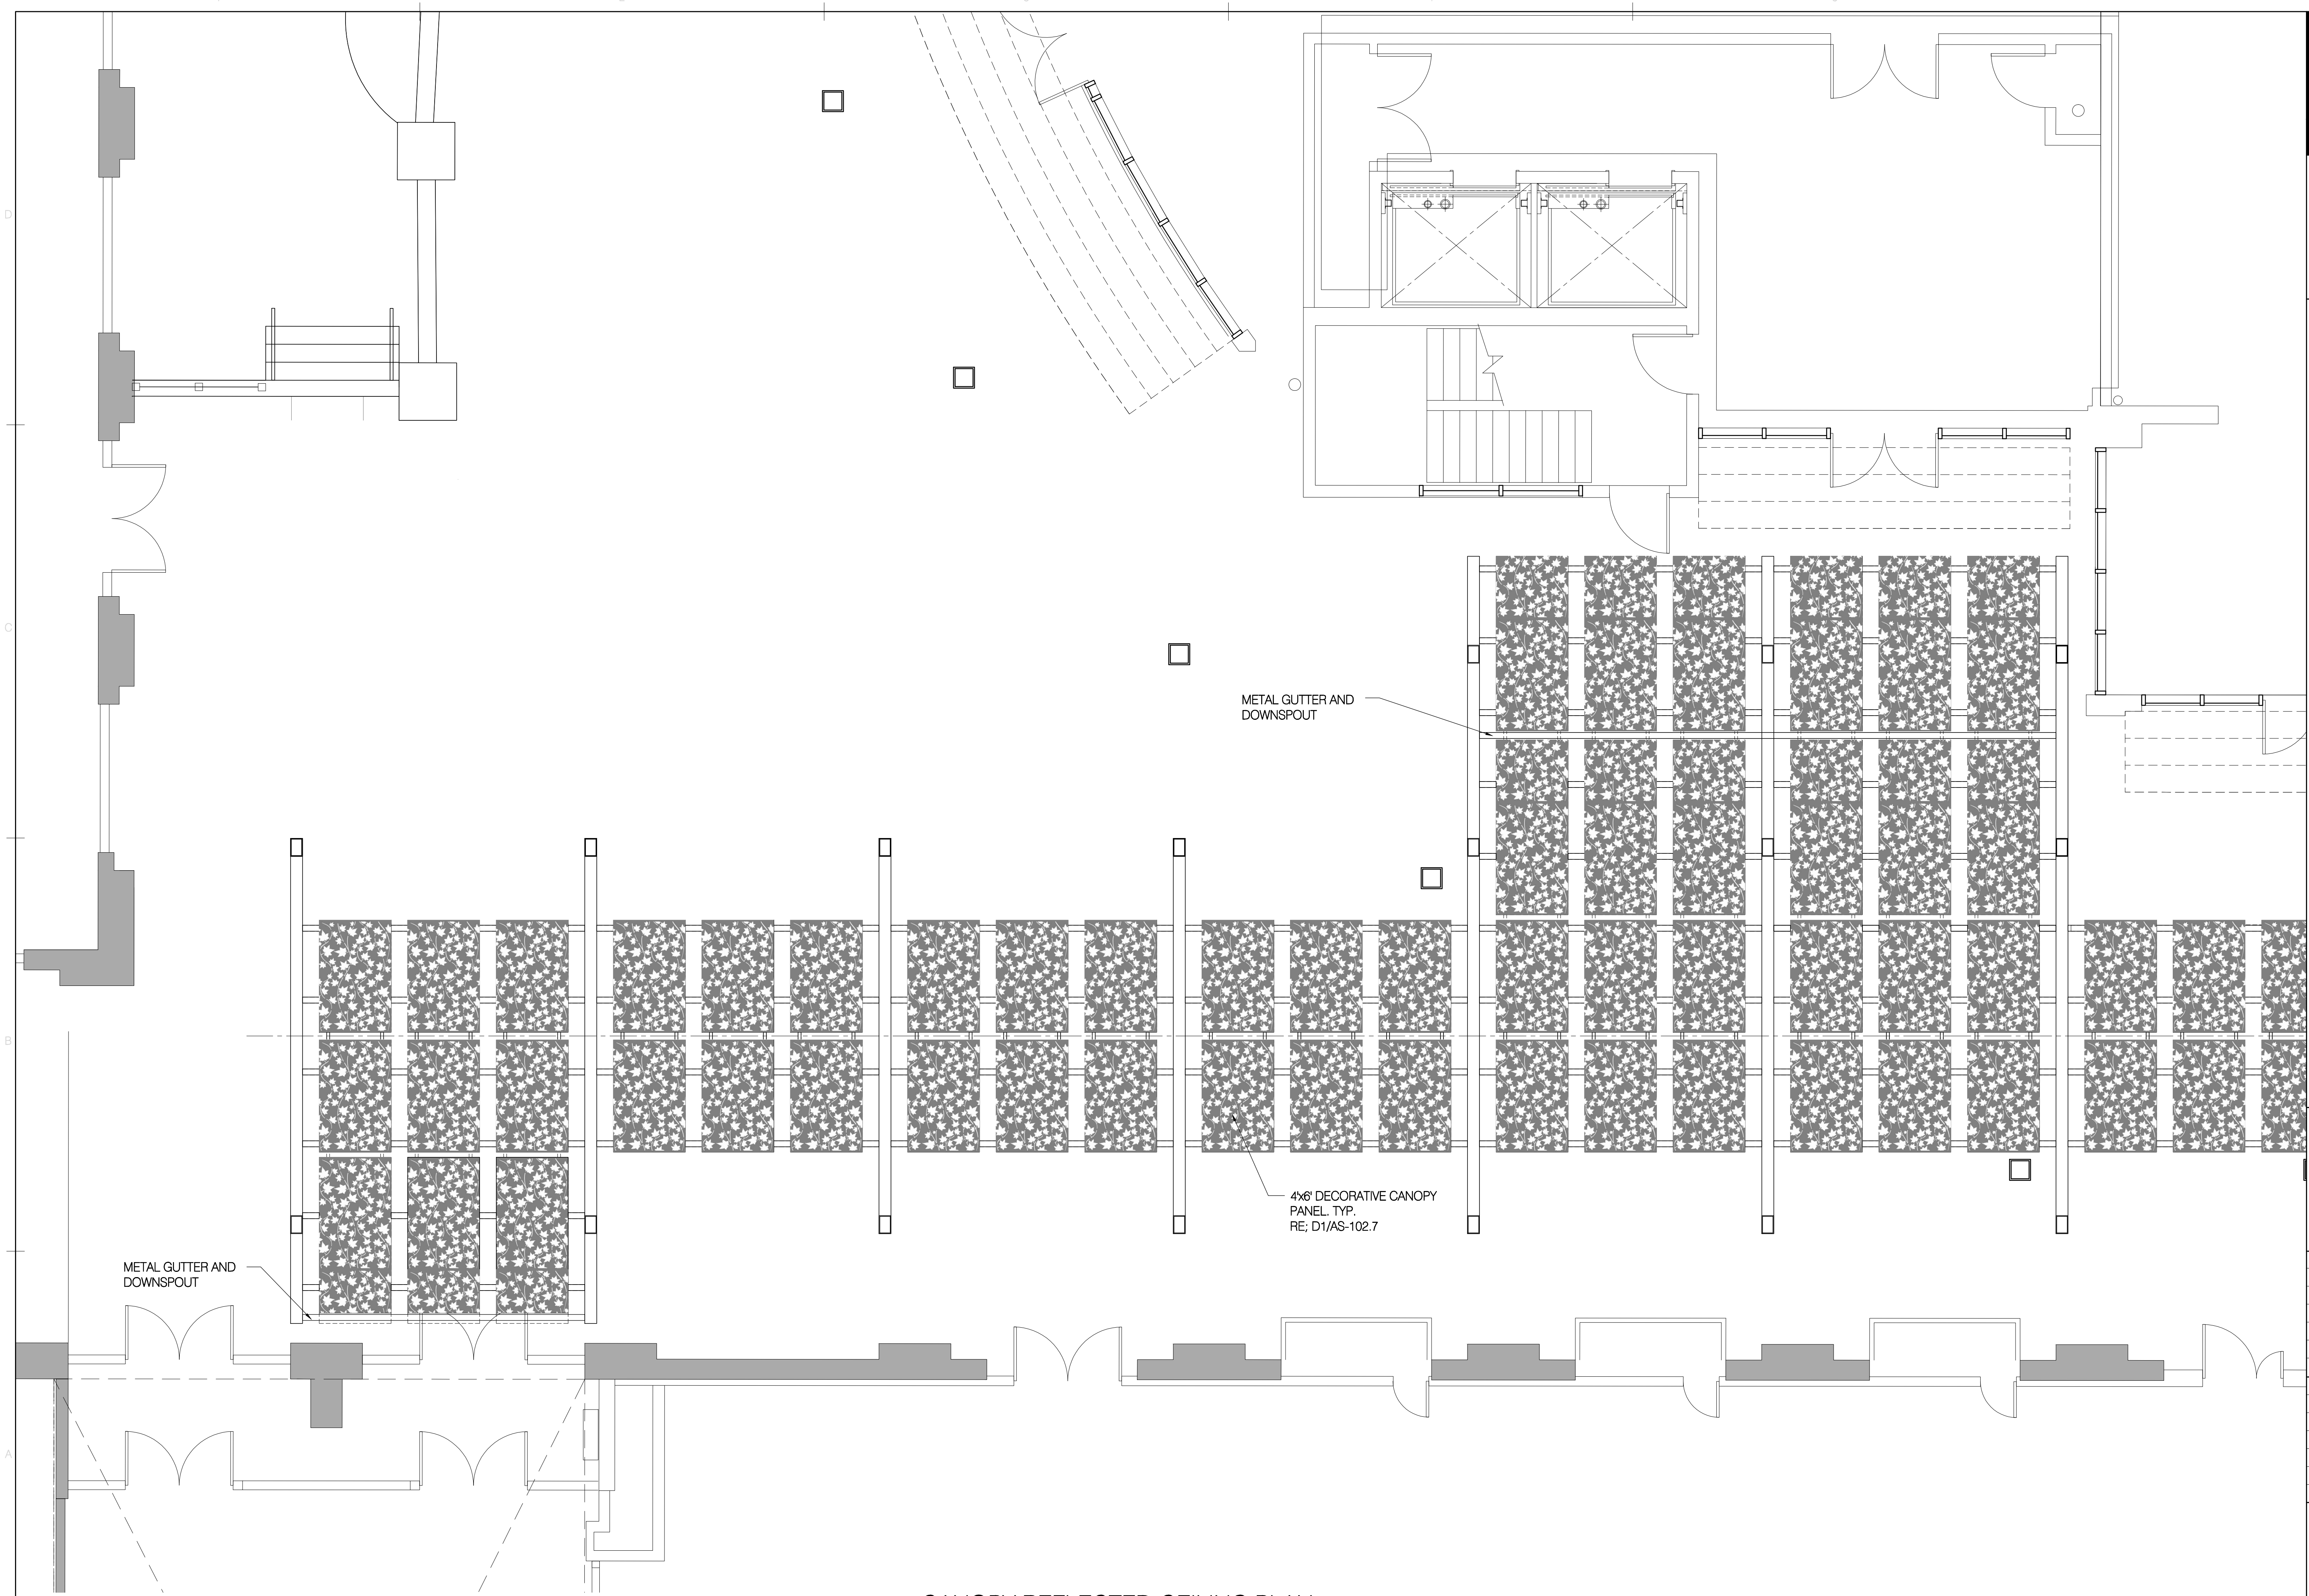 D
C
METAL GUTTER AND
DOWNSPOUT
B
4'x6' DECORATIVE CANOPY
PANEL. TYP.
RE; D1/AS-102.7
METAL GUTTER AND
DOWNSPOUT
A